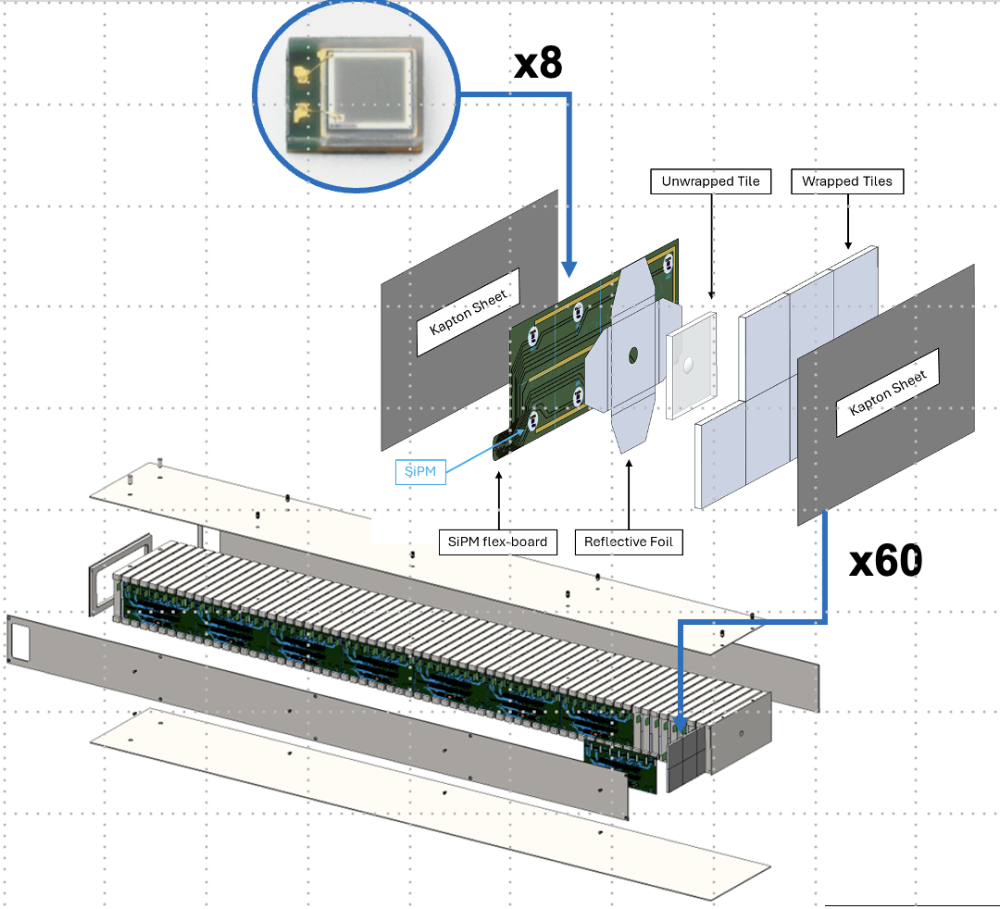 x8
Unwrapped Tile
Wrapped Tiles
Kapton Sheet
Kapton Sheet
SiPM
SiPM flex-board
Reflective Foil
x60